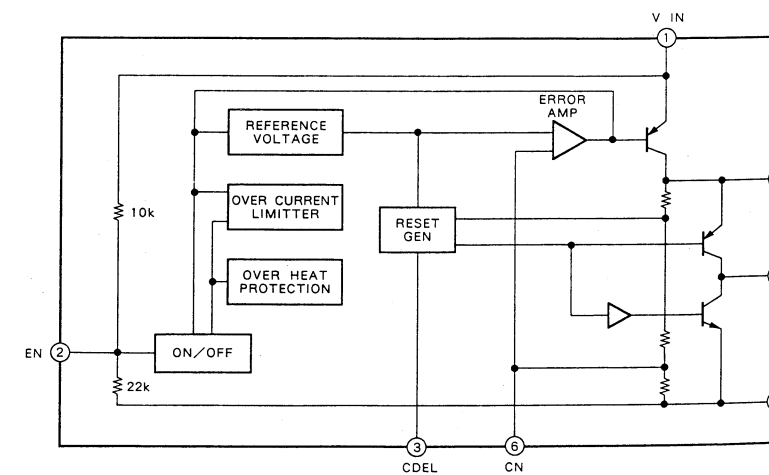 V IN
1
ERROR
AMP
REFERENCE
VOLTAGE
10k
OVER CURRENT
LIMITTER
RESET
GEN
OVER HEAT
PROTECTION
EN
2
ON/OFF
22k
3
6
CDEL
CN